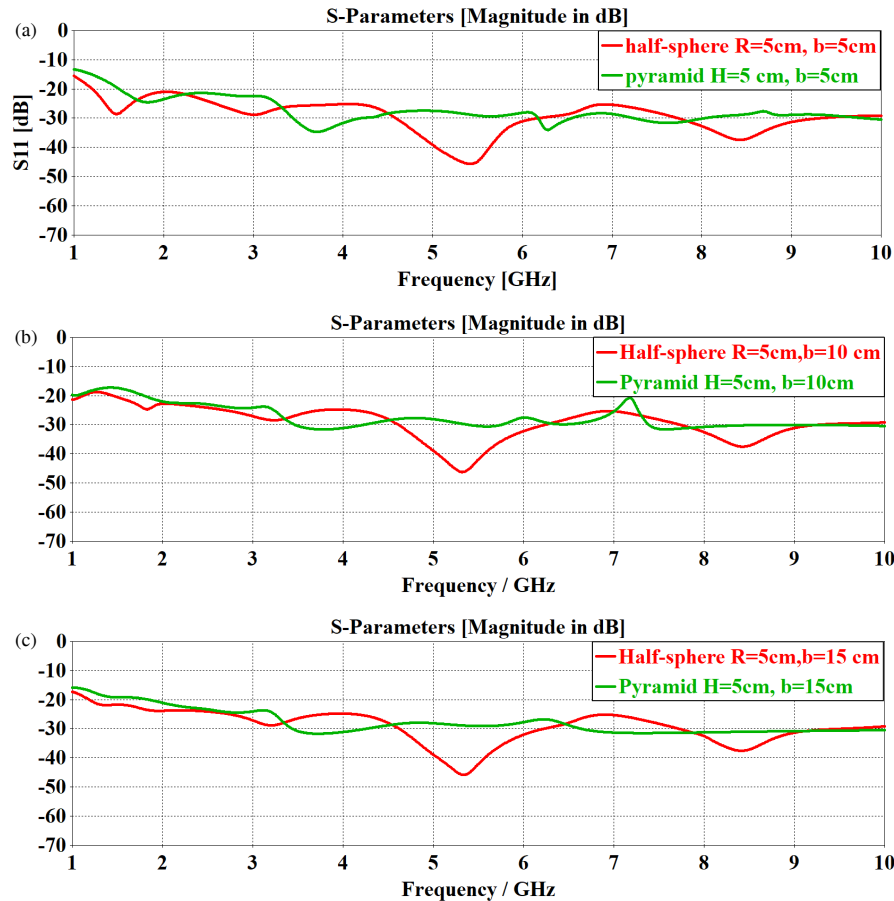 (a)
S-Parameters [Magnitude in dB]
half-sphere R=5cm, b=5cm
pyramid H=5 cm, b=5cm
S11 [dB]
0
-10
-20
-30
-40
-50
-60
-70
1 2 3 4 5 6 7 8 9 10
Frequency [GHz]
(b)
S-Parameters [Magnitude in dB]
Half-sphere R=5cm,b=10 cm
Pyramid H=5cm, b=10cm
0
-10
-20
-30
-40
-50
-60
-70
1 2 3 4 5 6 7 8 9 10
Frequency / GHz
(c)
S-Parameters [Magnitude in dB]
Half-sphere R=5cm,b=15 cm
Pyramid H=5cm, b=15cm
0
-10
-20
-30
-40
-50
-60
-70
1 2 3 4 5 6 7 8 9 10
Frequency / GHz